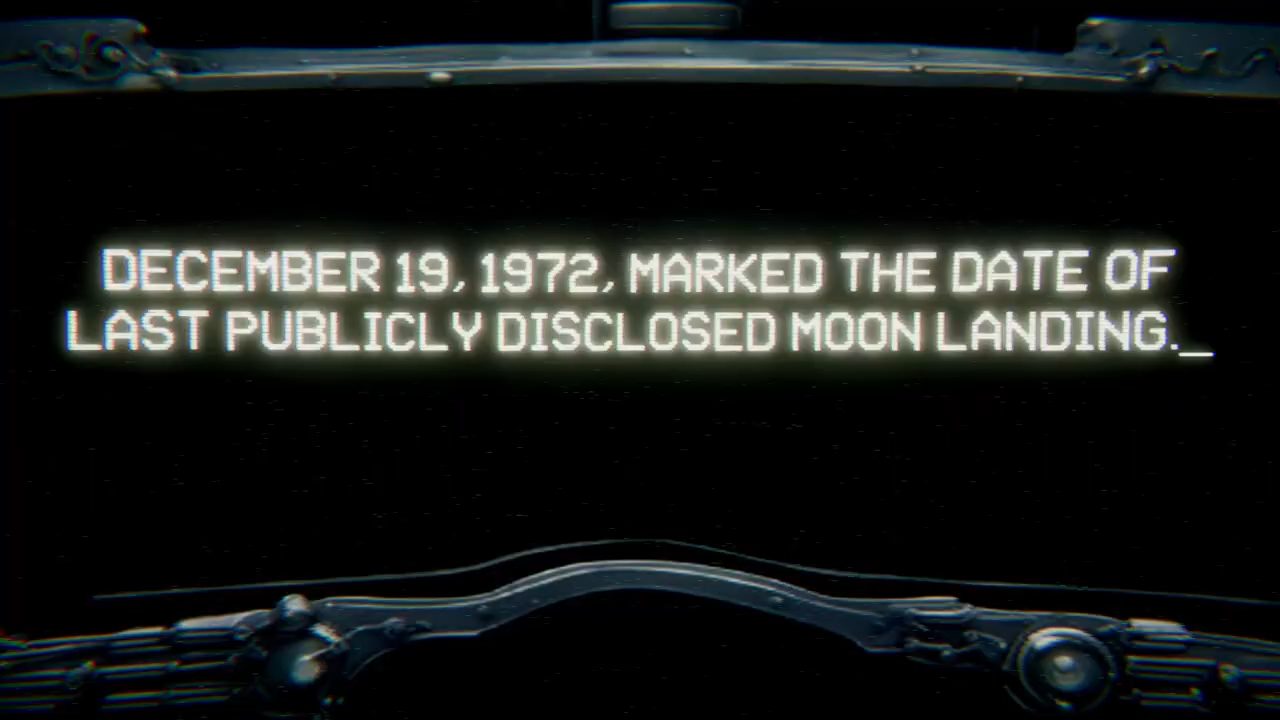 DECEMBER 19, 1972, MARKED THE DATE OF
LAST PUBLICLY DISCLOSED MOON LANDING._